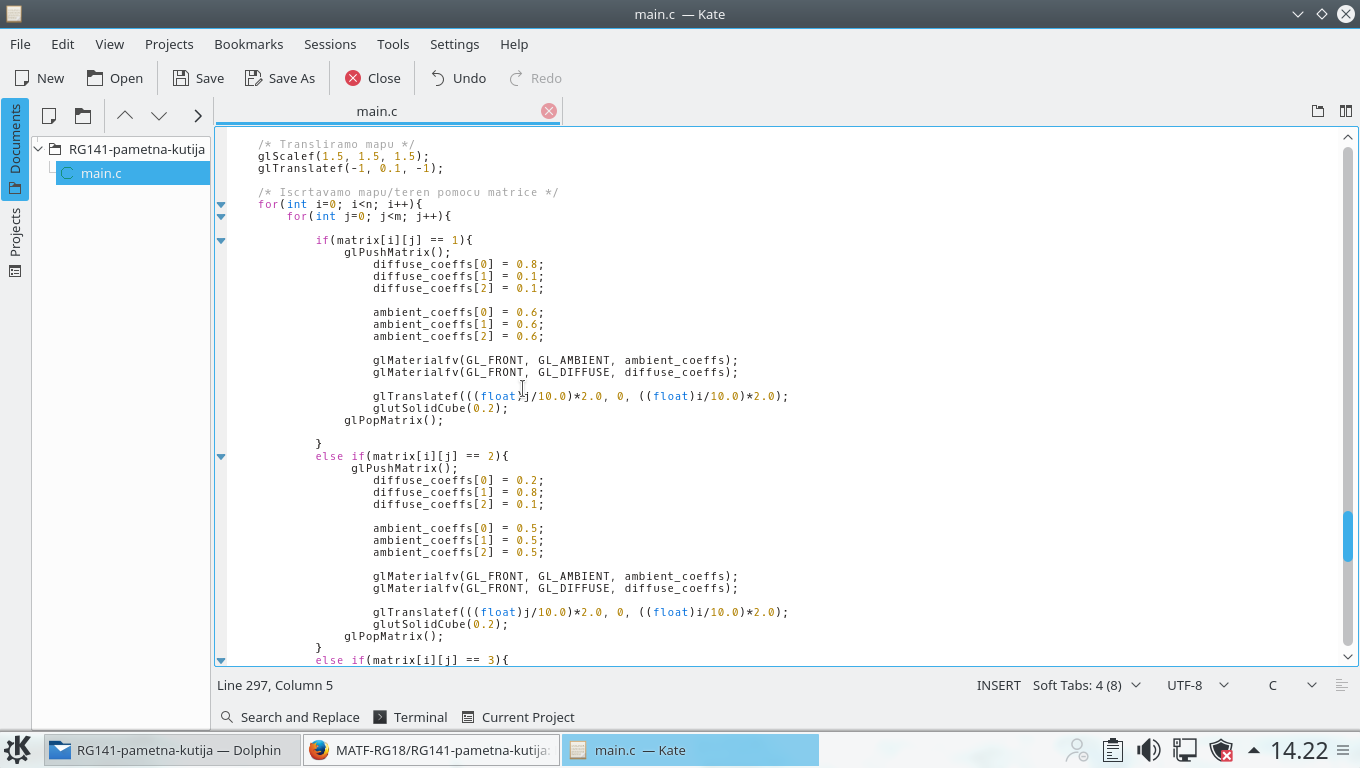 main.c — Kate
File Edit View Projects Bookmarks Sessions Tools Settings Help
New Open Save Save As Close Undo Redo
Documents
Projects
RG141-pametna-kutija
main.c
main.c
/* Transliramo mapu */
glScalef(1.5, 1.5, 1.5);
glTranslatef(-1, 0.1, -1);
/* Iscrtavamo mapu/teren pomocu matrice */
for(int i=0; i<n; i++){
for(int j=0; j<m; j++){
if(matrix[i][j] == 1){
glPushMatrix();
diffuse_coeffs[0] = 0.8;
diffuse_coeffs[1] = 0.1;
diffuse_coeffs[2] = 0.1;
ambient_coeffs[0] = 0.6;
ambient_coeffs[1] = 0.6;
ambient_coeffs[2] = 0.6;
glMaterialfv(GL_FRONT, GL_AMBIENT, ambient_coeffs);
glMaterialfv(GL_FRONT, GL_DIFFUSE, diffuse_coeffs);
glTranslatef(((float)j/10.0)*2.0, 0, ((float)i/10.0)*2.0);
glutSolidCube(0.2);
glPopMatrix();
}
else if(matrix[i][j] == 2){
glPushMatrix();
diffuse_coeffs[0] = 0.2;
diffuse_coeffs[1] = 0.8;
diffuse_coeffs[2] = 0.1;
ambient_coeffs[0] = 0.5;
ambient_coeffs[1] = 0.5;
ambient_coeffs[2] = 0.5;
glMaterialfv(GL_FRONT, GL_AMBIENT, ambient_coeffs);
glMaterialfv(GL_FRONT, GL_DIFFUSE, diffuse_coeffs);
glTranslatef(((float)j/10.0)*2.0, 0, ((float)i/10.0)*2.0);
glutSolidCube(0.2);
glPopMatrix();
}
else if(matrix[i][j] == 3){
Line 297, Column 5 INSERT Soft Tabs: 4 (8) UTF-8 C
Search and Replace Terminal Current Project
RG141-pametna-kutija — Dolphin MATF-RG18/RG141-pametna-kutija: main.c — Kate 14.22